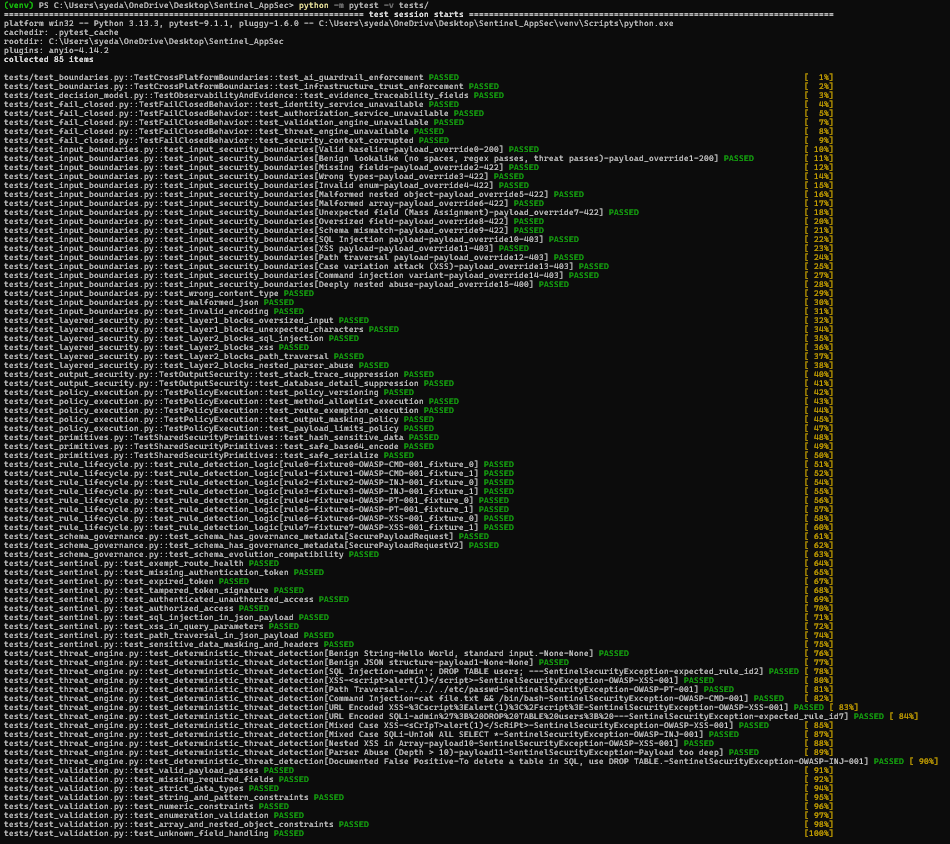 (venv) PS C:\Users\syeda\OneDrive\Desktop\Sentinel_AppSec> python -m pytest -v tests/
======================================== test session starts ========================================
platform win32 -- Python 3.13.3, pytest-9.1.1, pluggy-1.6.0 -- C:\Users\syeda\OneDrive\Desktop\Sentinel_AppSec\venv\Scripts\python.exe
cachedir: .pytest_cache
rootdir: C:\Users\syeda\OneDrive\Desktop\Sentinel_AppSec
plugins: anyio-4.14.2
collected 85 items
tests/test_boundaries.py::TestCrossPlatformBoundaries::test_ai_guardrail_enforcement PASSED [ 1%]
tests/test_boundaries.py::TestCrossPlatformBoundaries::test_infrastructure_trust_enforcement PASSED [ 2%]
tests/test_decision_model.py::TestObservabilityAndEvidence::test_evidence_traceability_fields PASSED [ 3%]
tests/test_fail_closed.py::TestFailClosedBehavior::test_identity_service_unavailable PASSED [ 4%]
tests/test_fail_closed.py::TestFailClosedBehavior::test_authorization_service_unavailable PASSED [ 5%]
tests/test_fail_closed.py::TestFailClosedBehavior::test_validation_engine_unavailable PASSED [ 7%]
tests/test_fail_closed.py::TestFailClosedBehavior::test_threat_engine_unavailable PASSED [ 8%]
tests/test_fail_closed.py::TestFailClosedBehavior::test_security_context_corrupted PASSED [ 9%]
tests/test_input_boundaries.py::test_input_security_boundaries[Valid baseline-payload_override0-200] PASSED [ 10%]
tests/test_input_boundaries.py::test_input_security_boundaries[Benign lookalike (no spaces, regex passes, threat passes)-payload_override1-200] PASSED [ 11%]
tests/test_input_boundaries.py::test_input_security_boundaries[Missing fields-payload_override2-422] PASSED [ 12%]
tests/test_input_boundaries.py::test_input_security_boundaries[Wrong types-payload_override3-422] PASSED [ 14%]
tests/test_input_boundaries.py::test_input_security_boundaries[Invalid enum-payload_override4-422] PASSED [ 15%]
tests/test_input_boundaries.py::test_input_security_boundaries[Malformed nested object-payload_override5-422] PASSED [ 16%]
tests/test_input_boundaries.py::test_input_security_boundaries[Malformed array-payload_override6-422] PASSED [ 17%]
tests/test_input_boundaries.py::test_input_security_boundaries[Unexpected field (Mass Assignment)-payload_override7-422] PASSED [ 18%]
tests/test_input_boundaries.py::test_input_security_boundaries[Oversized field-payload_override8-422] PASSED [ 20%]
tests/test_input_boundaries.py::test_input_security_boundaries[Schema mismatch-payload_override9-422] PASSED [ 21%]
tests/test_input_boundaries.py::test_input_security_boundaries[SQL Injection payload-payload_override10-403] PASSED [ 22%]
tests/test_input_boundaries.py::test_input_security_boundaries[XSS payload-payload_override11-403] PASSED [ 23%]
tests/test_input_boundaries.py::test_input_security_boundaries[Path traversal payload-payload_override12-403] PASSED [ 24%]
tests/test_input_boundaries.py::test_input_security_boundaries[Case variation attack (XSS)-payload_override13-403] PASSED [ 25%]
tests/test_input_boundaries.py::test_input_security_boundaries[Command injection variant-payload_override14-403] PASSED [ 27%]
tests/test_input_boundaries.py::test_input_security_boundaries[Deeply nested abuse-payload_override15-400] PASSED [ 28%]
tests/test_input_boundaries.py::test_wrong_content_type PASSED [ 29%]
tests/test_input_boundaries.py::test_malformed_json PASSED [ 30%]
tests/test_input_boundaries.py::test_invalid_encoding PASSED [ 31%]
tests/test_layered_security.py::test_layer1_blocks_oversized_input PASSED [ 32%]
tests/test_layered_security.py::test_layer1_blocks_unexpected_characters PASSED [ 34%]
tests/test_layered_security.py::test_layer2_blocks_sql_injection PASSED [ 35%]
tests/test_layered_security.py::test_layer2_blocks_xss PASSED [ 36%]
tests/test_layered_security.py::test_layer2_blocks_path_traversal PASSED [ 37%]
tests/test_layered_security.py::test_layer2_blocks_nested_parser_abuse PASSED [ 38%]
tests/test_output_security.py::TestOutputSecurity::test_stack_trace_suppression PASSED [ 40%]
tests/test_output_security.py::TestOutputSecurity::test_database_detail_suppression PASSED [ 41%]
tests/test_policy_execution.py::TestPolicyExecution::test_policy_versioning PASSED [ 42%]
tests/test_policy_execution.py::TestPolicyExecution::test_method_allowlist_execution PASSED [ 43%]
tests/test_policy_execution.py::TestPolicyExecution::test_route_exemption_execution PASSED [ 44%]
tests/test_policy_execution.py::TestPolicyExecution::test_output_masking_policy PASSED [ 45%]
tests/test_policy_execution.py::TestPolicyExecution::test_payload_limits_policy PASSED [ 47%]
tests/test_primitives.py::TestSharedSecurityPrimitives::test_hash_sensitive_data PASSED [ 48%]
tests/test_primitives.py::TestSharedSecurityPrimitives::test_safe_base64_encode PASSED [ 49%]
tests/test_primitives.py::TestSharedSecurityPrimitives::test_safe_serialize PASSED [ 50%]
tests/test_rule_lifecycle.py::test_rule_detection_logic[rule0-fixture0-OWASP-CMD-001_fixture_0] PASSED [ 51%]
tests/test_rule_lifecycle.py::test_rule_detection_logic[rule1-fixture1-OWASP-CMD-001_fixture_1] PASSED [ 52%]
tests/test_rule_lifecycle.py::test_rule_detection_logic[rule2-fixture2-OWASP-INJ-001_fixture_0] PASSED [ 54%]
tests/test_rule_lifecycle.py::test_rule_detection_logic[rule3-fixture3-OWASP-INJ-001_fixture_1] PASSED [ 55%]
tests/test_rule_lifecycle.py::test_rule_detection_logic[rule4-fixture4-OWASP-PT-001_fixture_0] PASSED [ 56%]
tests/test_rule_lifecycle.py::test_rule_detection_logic[rule5-fixture5-OWASP-PT-001_fixture_1] PASSED [ 57%]
tests/test_rule_lifecycle.py::test_rule_detection_logic[rule6-fixture6-OWASP-XSS-001_fixture_0] PASSED [ 58%]
tests/test_rule_lifecycle.py::test_rule_detection_logic[rule7-fixture7-OWASP-XSS-001_fixture_1] PASSED [ 60%]
tests/test_schema_governance.py::test_schema_has_governance_metadata[SecurePayloadRequest] PASSED [ 61%]
tests/test_schema_governance.py::test_schema_has_governance_metadata[SecurePayloadRequestV2] PASSED [ 62%]
tests/test_schema_governance.py::test_schema_evolution_compatibility PASSED [ 63%]
tests/test_sentinel.py::test_exempt_route_health PASSED [ 64%]
tests/test_sentinel.py::test_missing_authentication_token PASSED [ 65%]
tests/test_sentinel.py::test_expired_token PASSED [ 67%]
tests/test_sentinel.py::test_tampered_token_signature PASSED [ 68%]
tests/test_sentinel.py::test_authenticated_unauthorized_access PASSED [ 69%]
tests/test_sentinel.py::test_authorized_access PASSED [ 70%]
tests/test_sentinel.py::test_sql_injection_in_json_payload PASSED [ 71%]
tests/test_sentinel.py::test_xss_in_query_parameters PASSED [ 72%]
tests/test_sentinel.py::test_path_traversal_in_json_payload PASSED [ 74%]
tests/test_sentinel.py::test_sensitive_data_masking_and_headers PASSED [ 75%]
tests/test_threat_engine.py::test_deterministic_threat_detection[Benign String-Hello World, standard input.-None-None] PASSED [ 76%]
tests/test_threat_engine.py::test_deterministic_threat_detection[Benign JSON structure-payload1-None-None] PASSED [ 77%]
tests/test_threat_engine.py::test_deterministic_threat_detection[SQL Injection-admin'; DROP TABLE users; ---SentinelSecurityException-expected_rule_id2] PASSED [ 78%]
tests/test_threat_engine.py::test_deterministic_threat_detection[XSS-<script>alert(1)</script>-SentinelSecurityException-OWASP-XSS-001] PASSED [ 80%]
tests/test_threat_engine.py::test_deterministic_threat_detection[Path Traversal-../../../etc/passwd-SentinelSecurityException-OWASP-PT-001] PASSED [ 81%]
tests/test_threat_engine.py::test_deterministic_threat_detection[Command Injection-cat file.txt && /bin/bash-SentinelSecurityException-OWASP-CMD-001] PASSED [ 82%]
tests/test_threat_engine.py::test_deterministic_threat_detection[URL Encoded XSS-%3Cscript%3Ealert(1)%3C%2Fscript%3E-SentinelSecurityException-OWASP-XSS-001] PASSED [ 83%]
tests/test_threat_engine.py::test_deterministic_threat_detection[URL Encoded SQLi-admin%27%3B%20DROP%20TABLE%20users%3B%20---SentinelSecurityException-expected_rule_id7] PASSED [ 84%]
tests/test_threat_engine.py::test_deterministic_threat_detection[Mixed Case XSS-<sCrIpT>alert(1)</ScRiPt>-SentinelSecurityException-OWASP-XSS-001] PASSED [ 85%]
tests/test_threat_engine.py::test_deterministic_threat_detection[Mixed Case SQLi-UnIoN AlL SELECT *-SentinelSecurityException-OWASP-INJ-001] PASSED [ 87%]
tests/test_threat_engine.py::test_deterministic_threat_detection[Nested XSS in Array-payload10-SentinelSecurityException-OWASP-XSS-001] PASSED [ 88%]
tests/test_threat_engine.py::test_deterministic_threat_detection[Parser Abuse (Depth > 10)-payload11-SentinelSecurityException-Payload too deep] PASSED [ 89%]
tests/test_threat_engine.py::test_deterministic_threat_detection[Documented False Positive-To delete a table in SQL, use DROP TABLE.-SentinelSecurityException-OWASP-INJ-001] PASSED [ 90%]
tests/test_validation.py::test_valid_payload_passes PASSED [ 91%]
tests/test_validation.py::test_missing_required_fields PASSED [ 92%]
tests/test_validation.py::test_strict_data_types PASSED [ 94%]
tests/test_validation.py::test_string_and_pattern_constraints PASSED [ 95%]
tests/test_validation.py::test_numeric_constraints PASSED [ 96%]
tests/test_validation.py::test_enumeration_validation PASSED [ 97%]
tests/test_validation.py::test_array_and_nested_object_constraints PASSED [ 98%]
tests/test_validation.py::test_unknown_field_handling PASSED [100%]